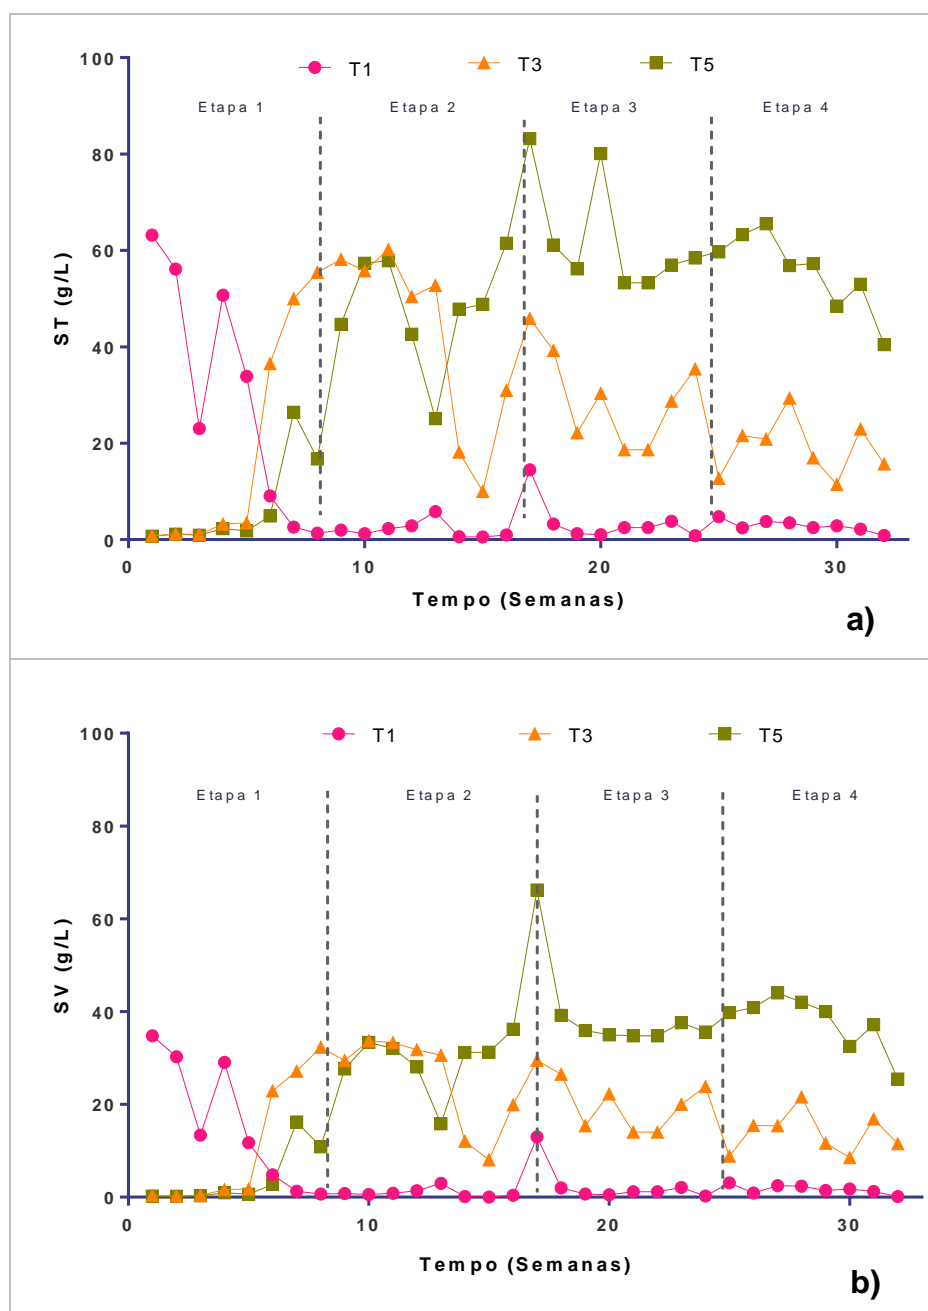 T1 T3 T5
100
Etapa 1 Etapa 2 Etapa 3 Etapa 4
80
60
40
20
0
ST (g/L)
0 10 20 30
Tempo (Semanas)
a)
T1 T3 T5
100
Etapa 1 Etapa 2 Etapa 3 Etapa 4
80
60
40
20
0
SV (g/L)
0 10 20 30
Tempo (Semanas)
b)